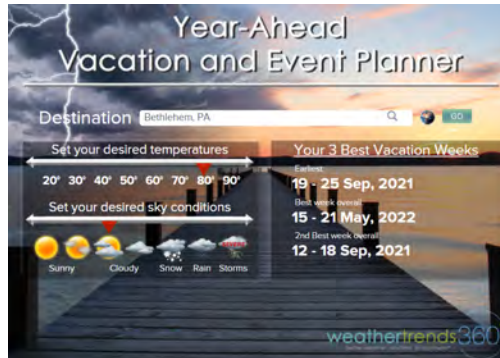 Year-Ahead
Vacation and Event Planner
Destination Bethlehem, PA GO
Set your desired temperatures
20° 30° 40° 50° 60° 70° 80° 90°
Set your desired sky conditions
Sunny Cloudy Snow Rain Storms
Your 3 Best Vacation Weeks
Earliest
19 - 25 Sep, 2021
Best week overall
15 - 21 May, 2022
2nd Best week overall
12 - 18 Sep, 2021
weathertrends360